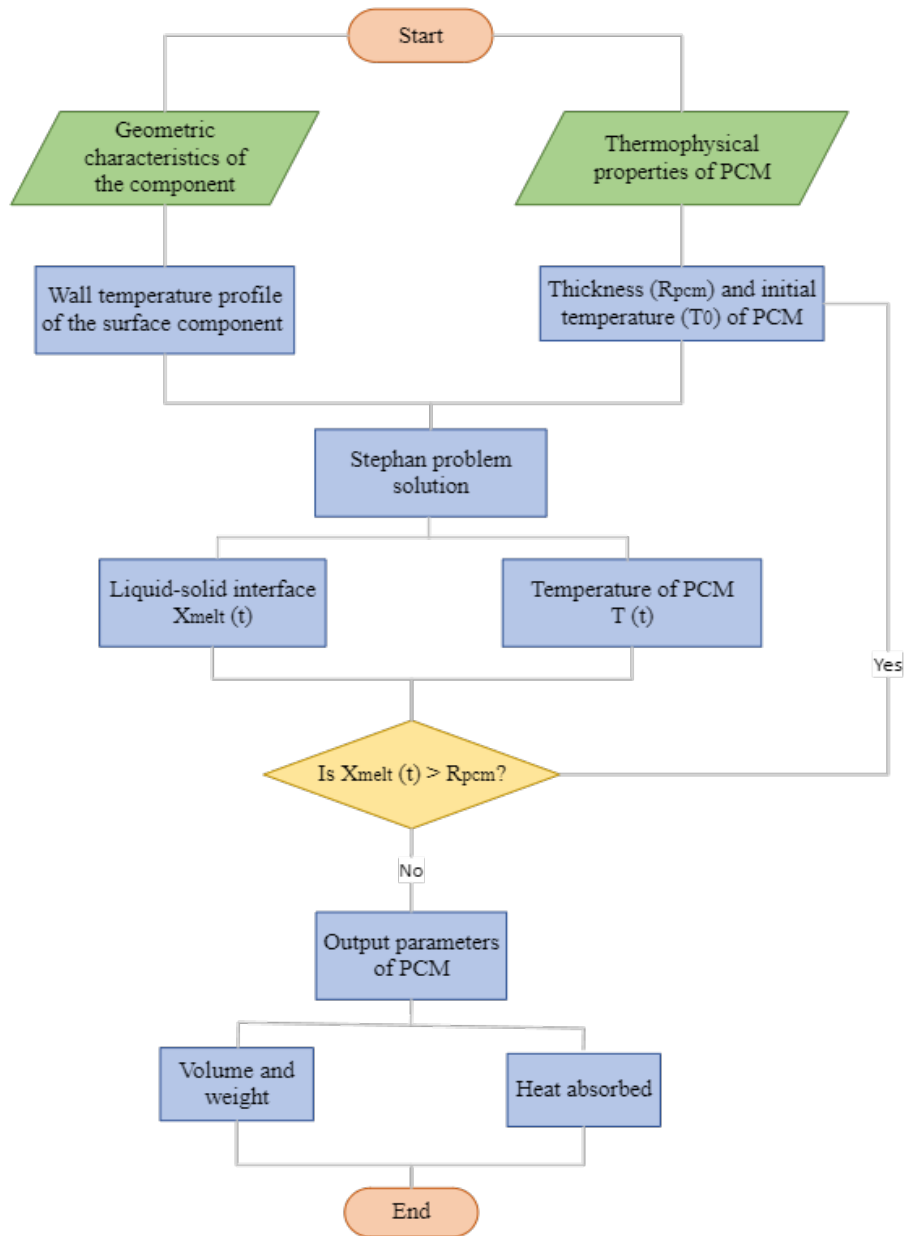 Start
Geometric
characteristics of
the component
Thermophysical
properties of PCM
Wall temperature profile
of the surface component
Thickness (Rpcm) and initial
temperature (T0) of PCM
Stephan problem
solution
Liquid-solid interface
Xmelt (t)
Temperature of PCM
T (t)
Yes
Is Xmelt (t) > Rpcm?
No
Output parameters
of PCM
Volume and
weight
Heat absorbed
End